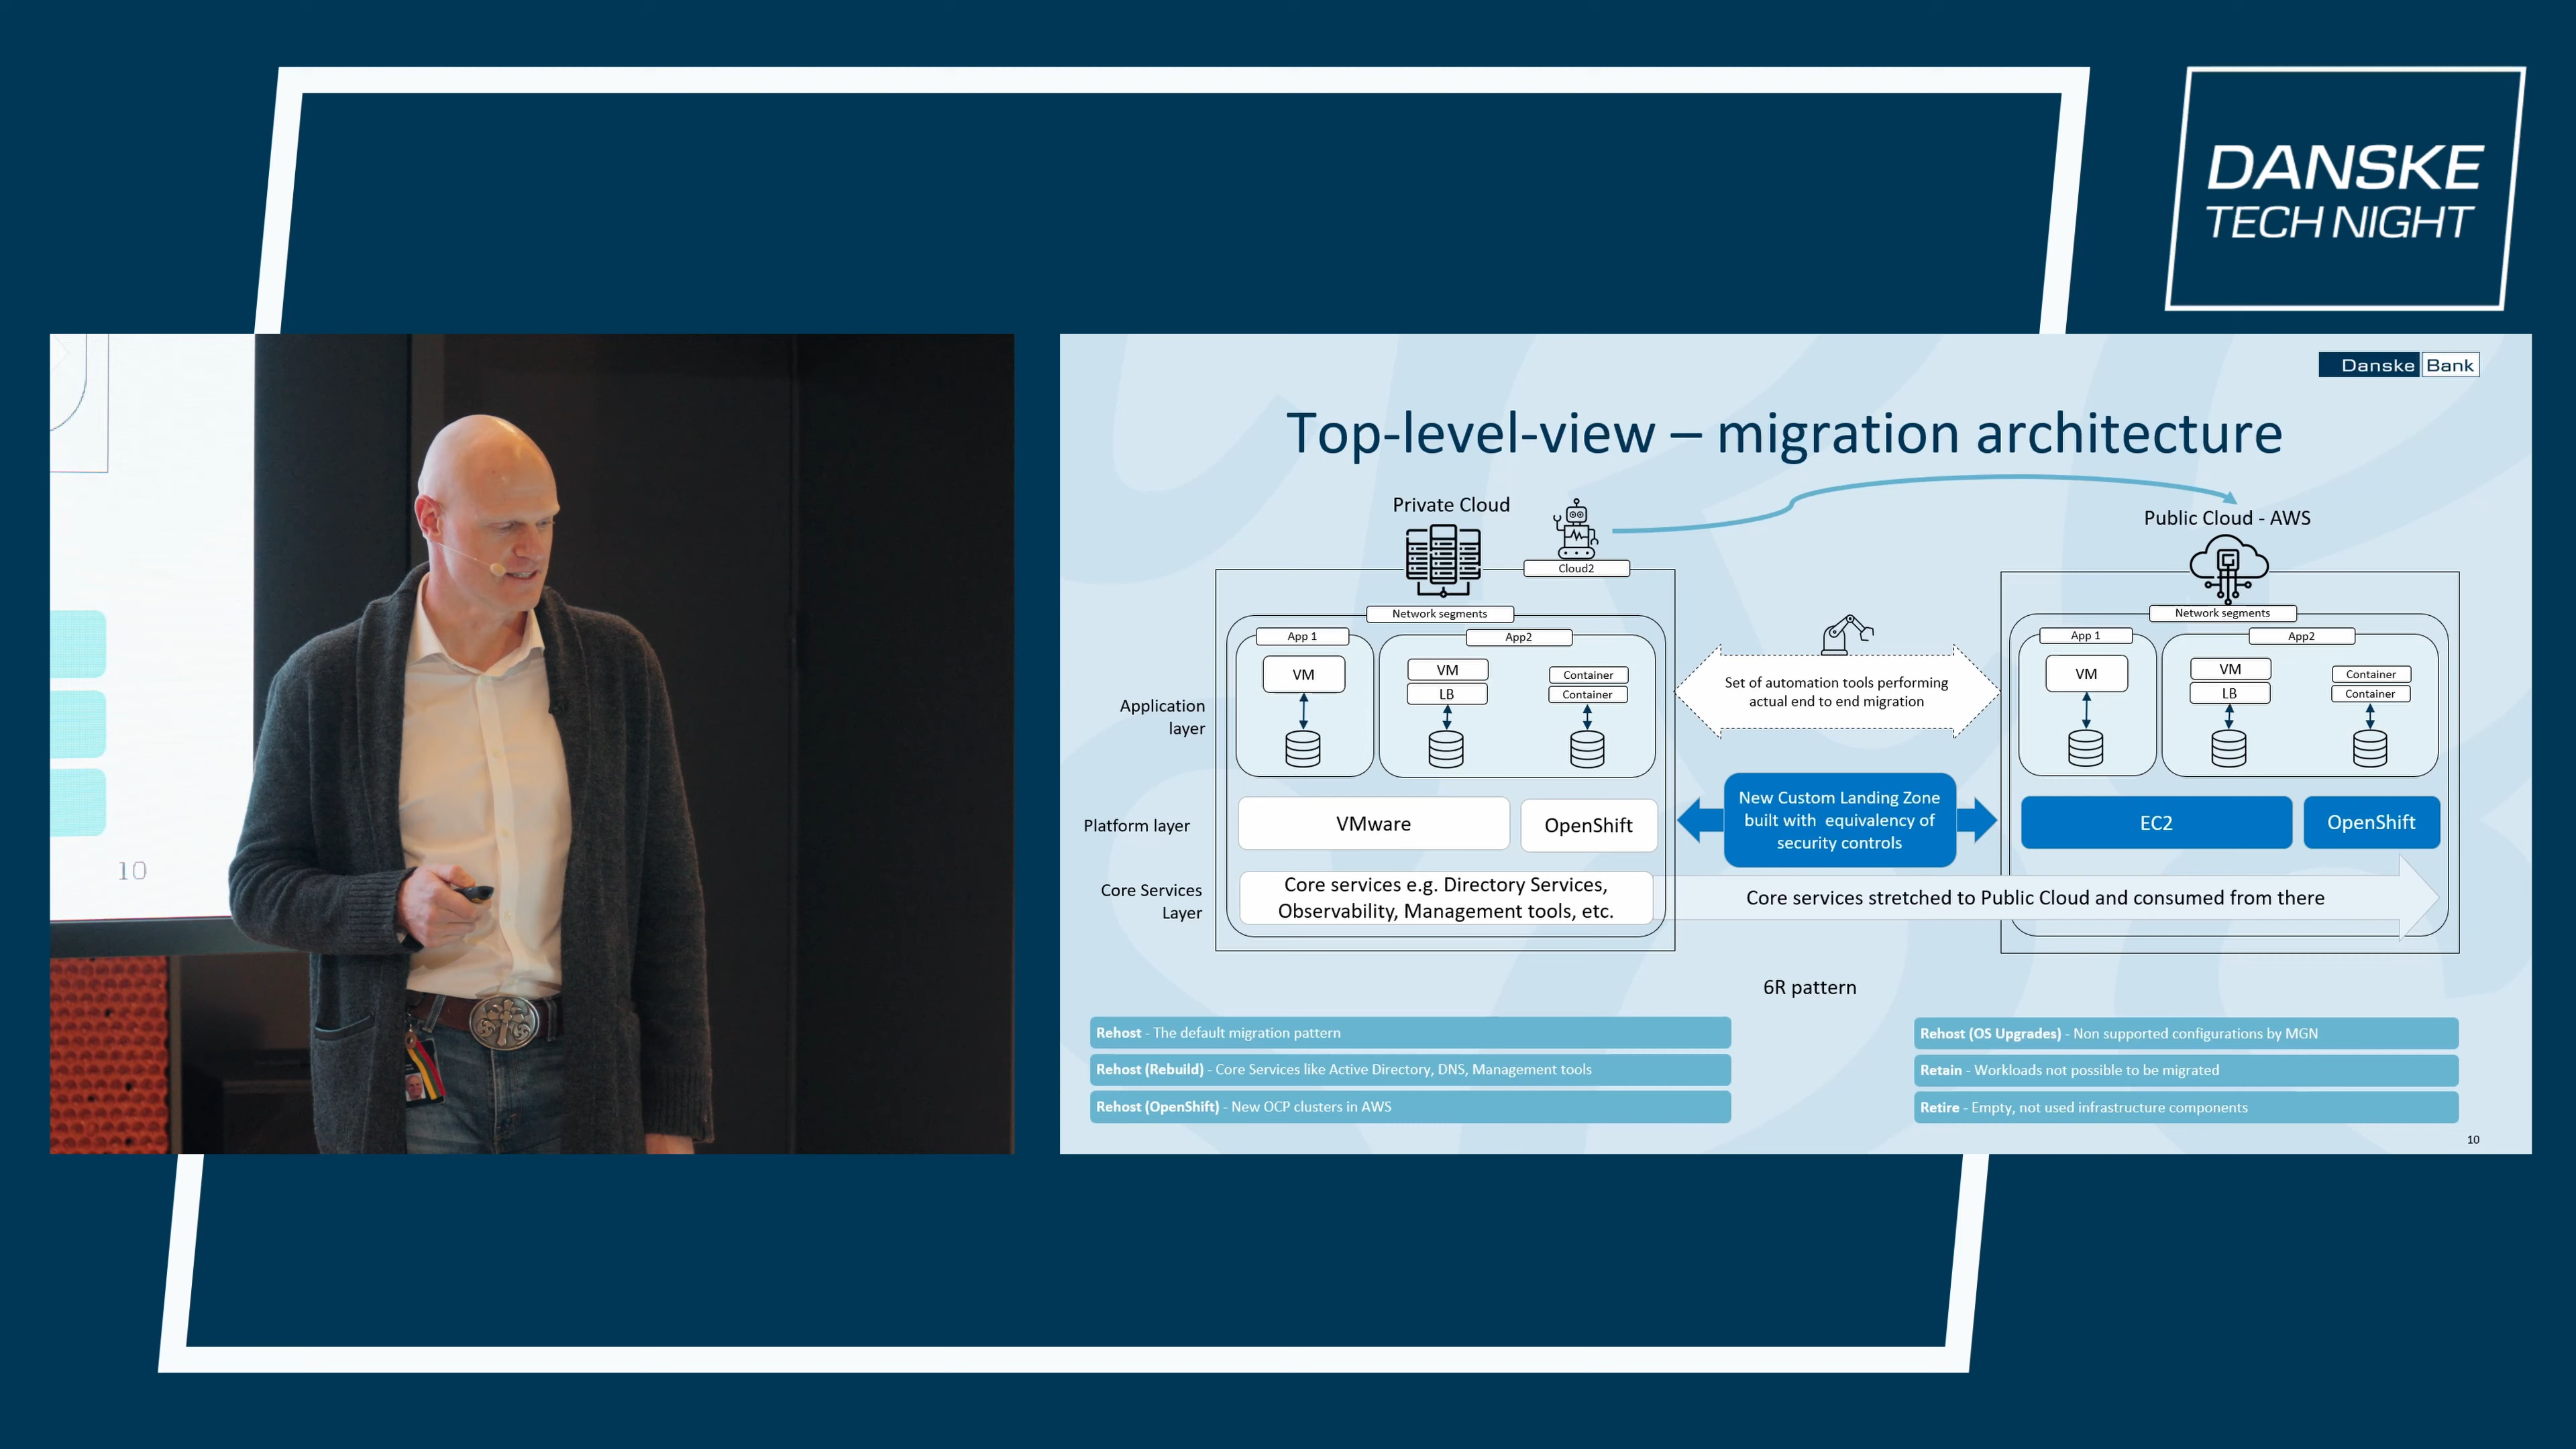 DANSKE
TECH NIGHT
10
Danske Bank
Top-level-view – migration architecture
Private Cloud
Public Cloud - AWS
Cloud2
Network segments
App 1
App2
VM
VM
LB
Container
Container
Application
layer
Set of automation tools performing
actual end to end migration
Network segments
App 1
App2
VM
VM
LB
Container
Container
Platform layer
VMware
OpenShift
New Custom Landing Zone
built with equivalency of
security controls
EC2
OpenShift
Core Services
Layer
Core services e.g. Directory Services,
Observability, Management tools, etc.
Core services stretched to Public Cloud and consumed from there
6R pattern
Rehost - The default migration pattern
Rehost (Rebuild) - Core Services like Active Directory, DNS, Management tools
Rehost (OpenShift) - New OCP clusters in AWS
Rehost (OS Upgrades) - Non supported configurations by MGN
Retain - Workloads not possible to be migrated
Retire - Empty, not used infrastructure components
10